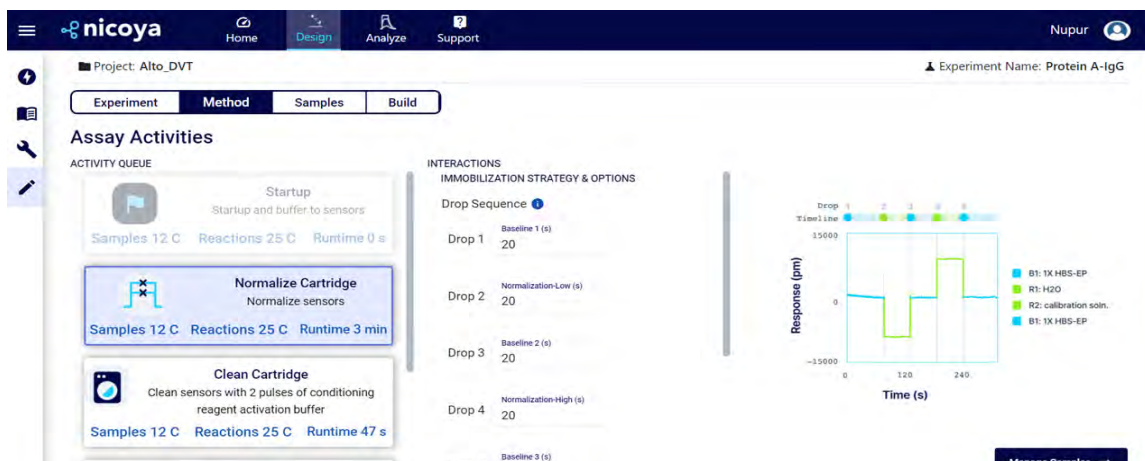 nicoya
Home
Design
Analyze
Support
Nupur
Project: Alto_DVT
Experiment Name: Protein A-IgG
Experiment
Method
Samples
Build
Assay Activities
ACTIVITY QUEUE
Startup
Startup and buffer to sensors
Samples 12 C Reactions 25 C Runtime 0 s
Normalize Cartridge
Normalize sensors
Samples 12 C Reactions 25 C Runtime 3 min
Clean Cartridge
Clean sensors with 2 pulses of conditioning
reagent activation buffer
Samples 12 C Reactions 25 C Runtime 47 s
INTERACTIONS
IMMOBILIZATION STRATEGY & OPTIONS
Drop Sequence
Drop 1
Baseline 1 (s)
20
Drop 2
Normalization-Low (s)
20
Drop 3
Baseline 2 (s)
20
Drop 4
Normalization-High (s)
20
Baseline 3 (s)
Drop 1 2 3 4 5
Timeline
Response (pm)
15000
0
-15000
0 120 240
Time (s)
B1: 1X HBS-EP
R1: H2O
R2: calibration soln.
B1: 1X HBS-EP
Manage Samples